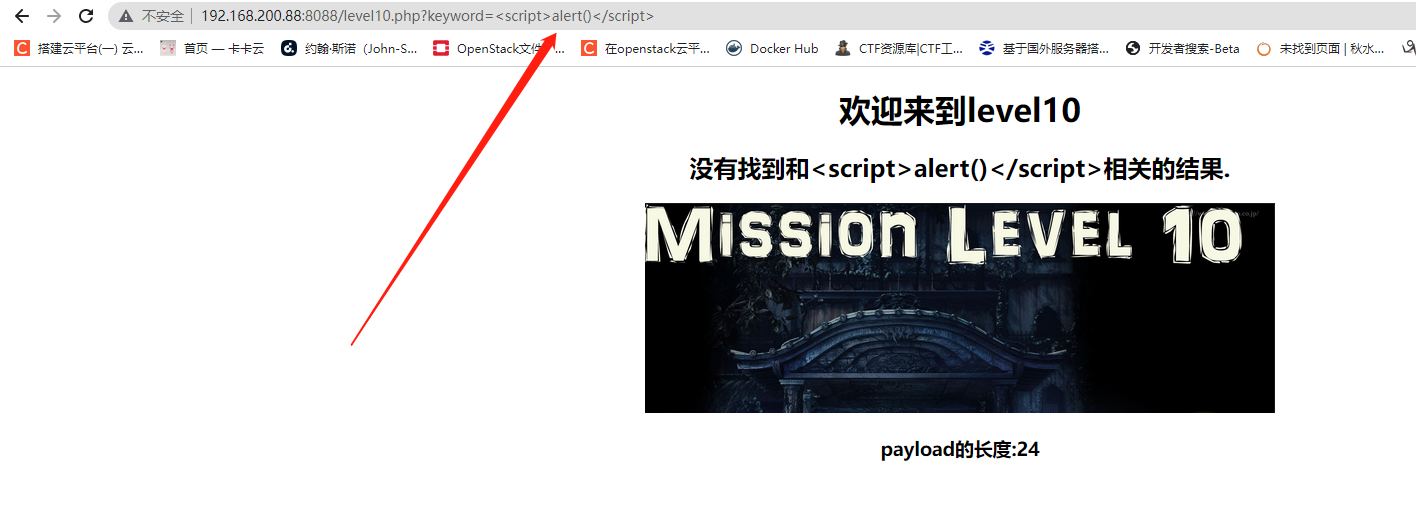 不安全 | 192.168.200.88:8088/level10.php?keyword=<script>alert()</script>
搭建云平台(一) 云... 首页 — 卡卡云 约翰·斯诺（John-S... OpenStack文件 ... 在openstack云平... Docker Hub CTF资源库|CTF工... 基于国外服务器搭... 开发者搜索-Beta 未找到页面 | 秋水...
欢迎来到level10
没有找到和<script>alert()</script>相关的结果.
Mission Level 10
payload的长度:24